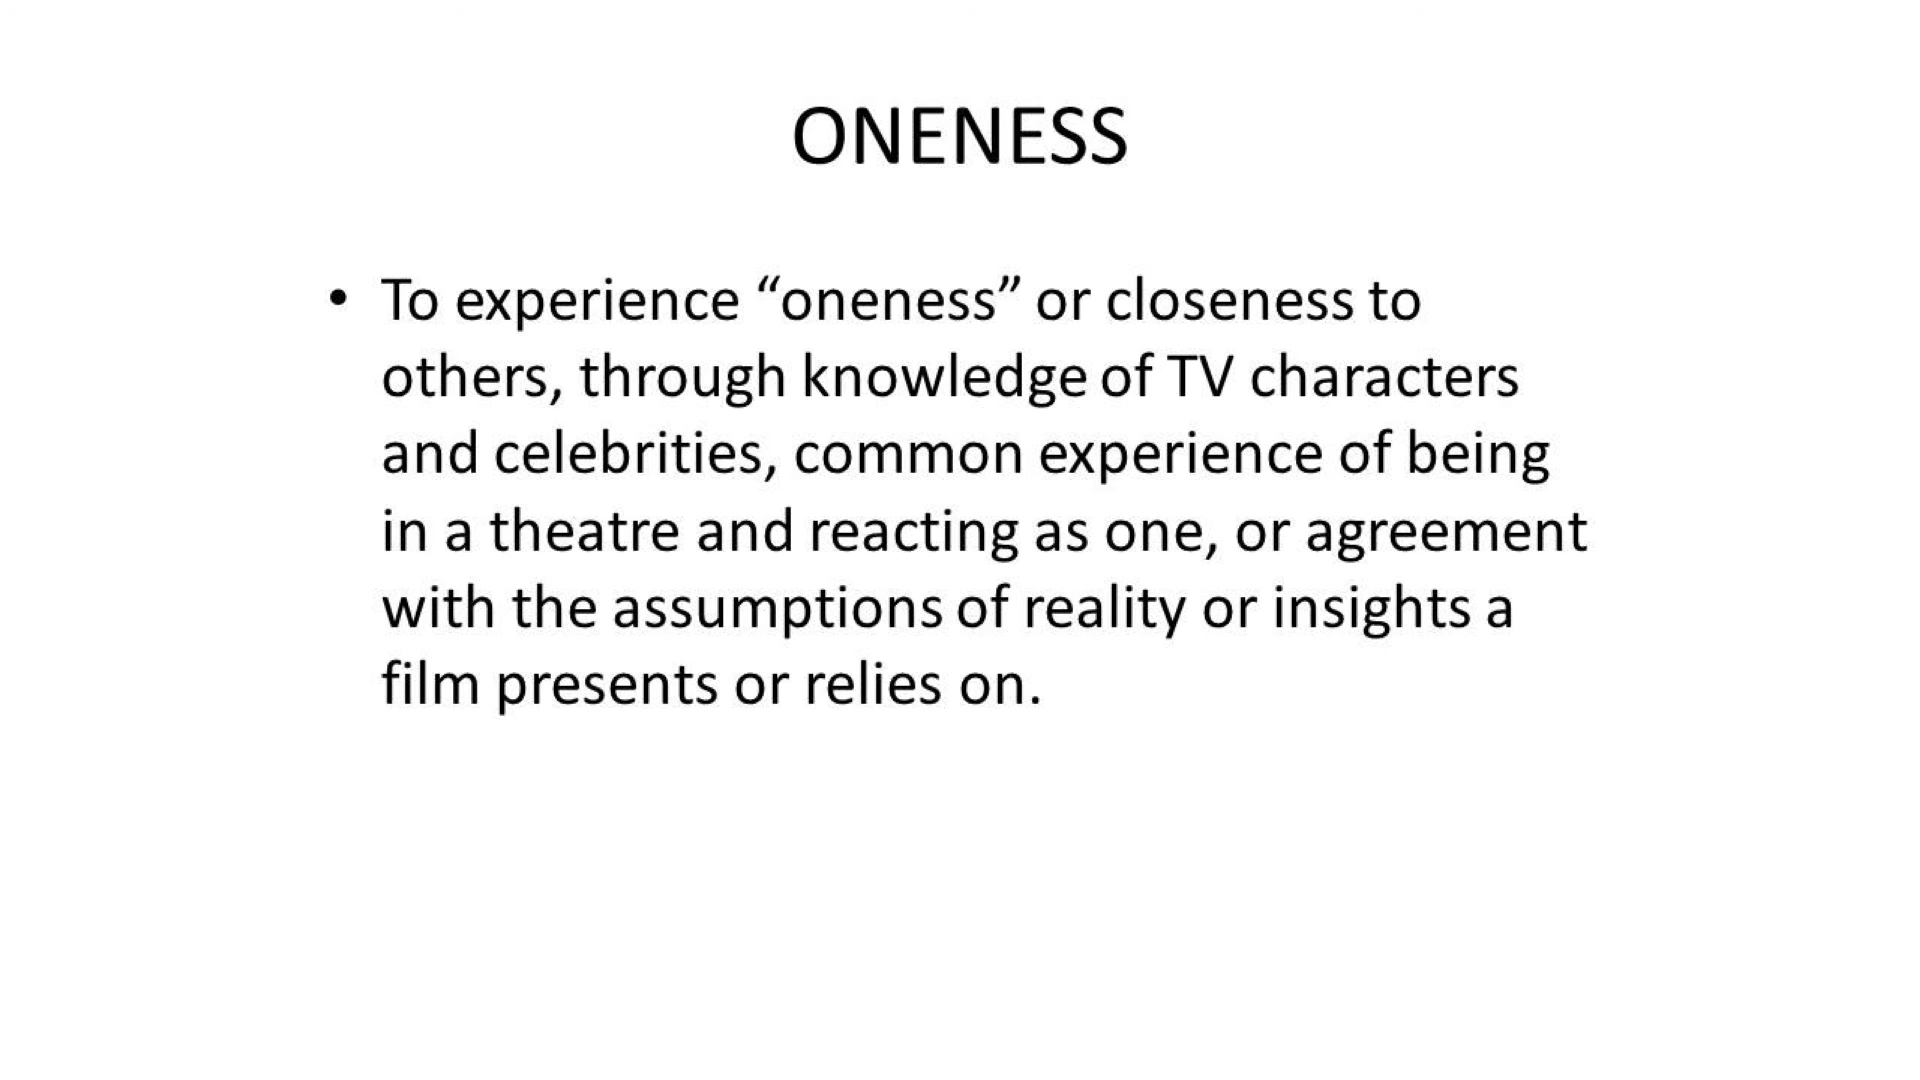 ONENESS
• To experience “oneness” or closeness to
others, through knowledge of TV characters
and celebrities, common experience of being
in a theatre and reacting as one, or agreement
with the assumptions of reality or insights a
film presents or relies on.